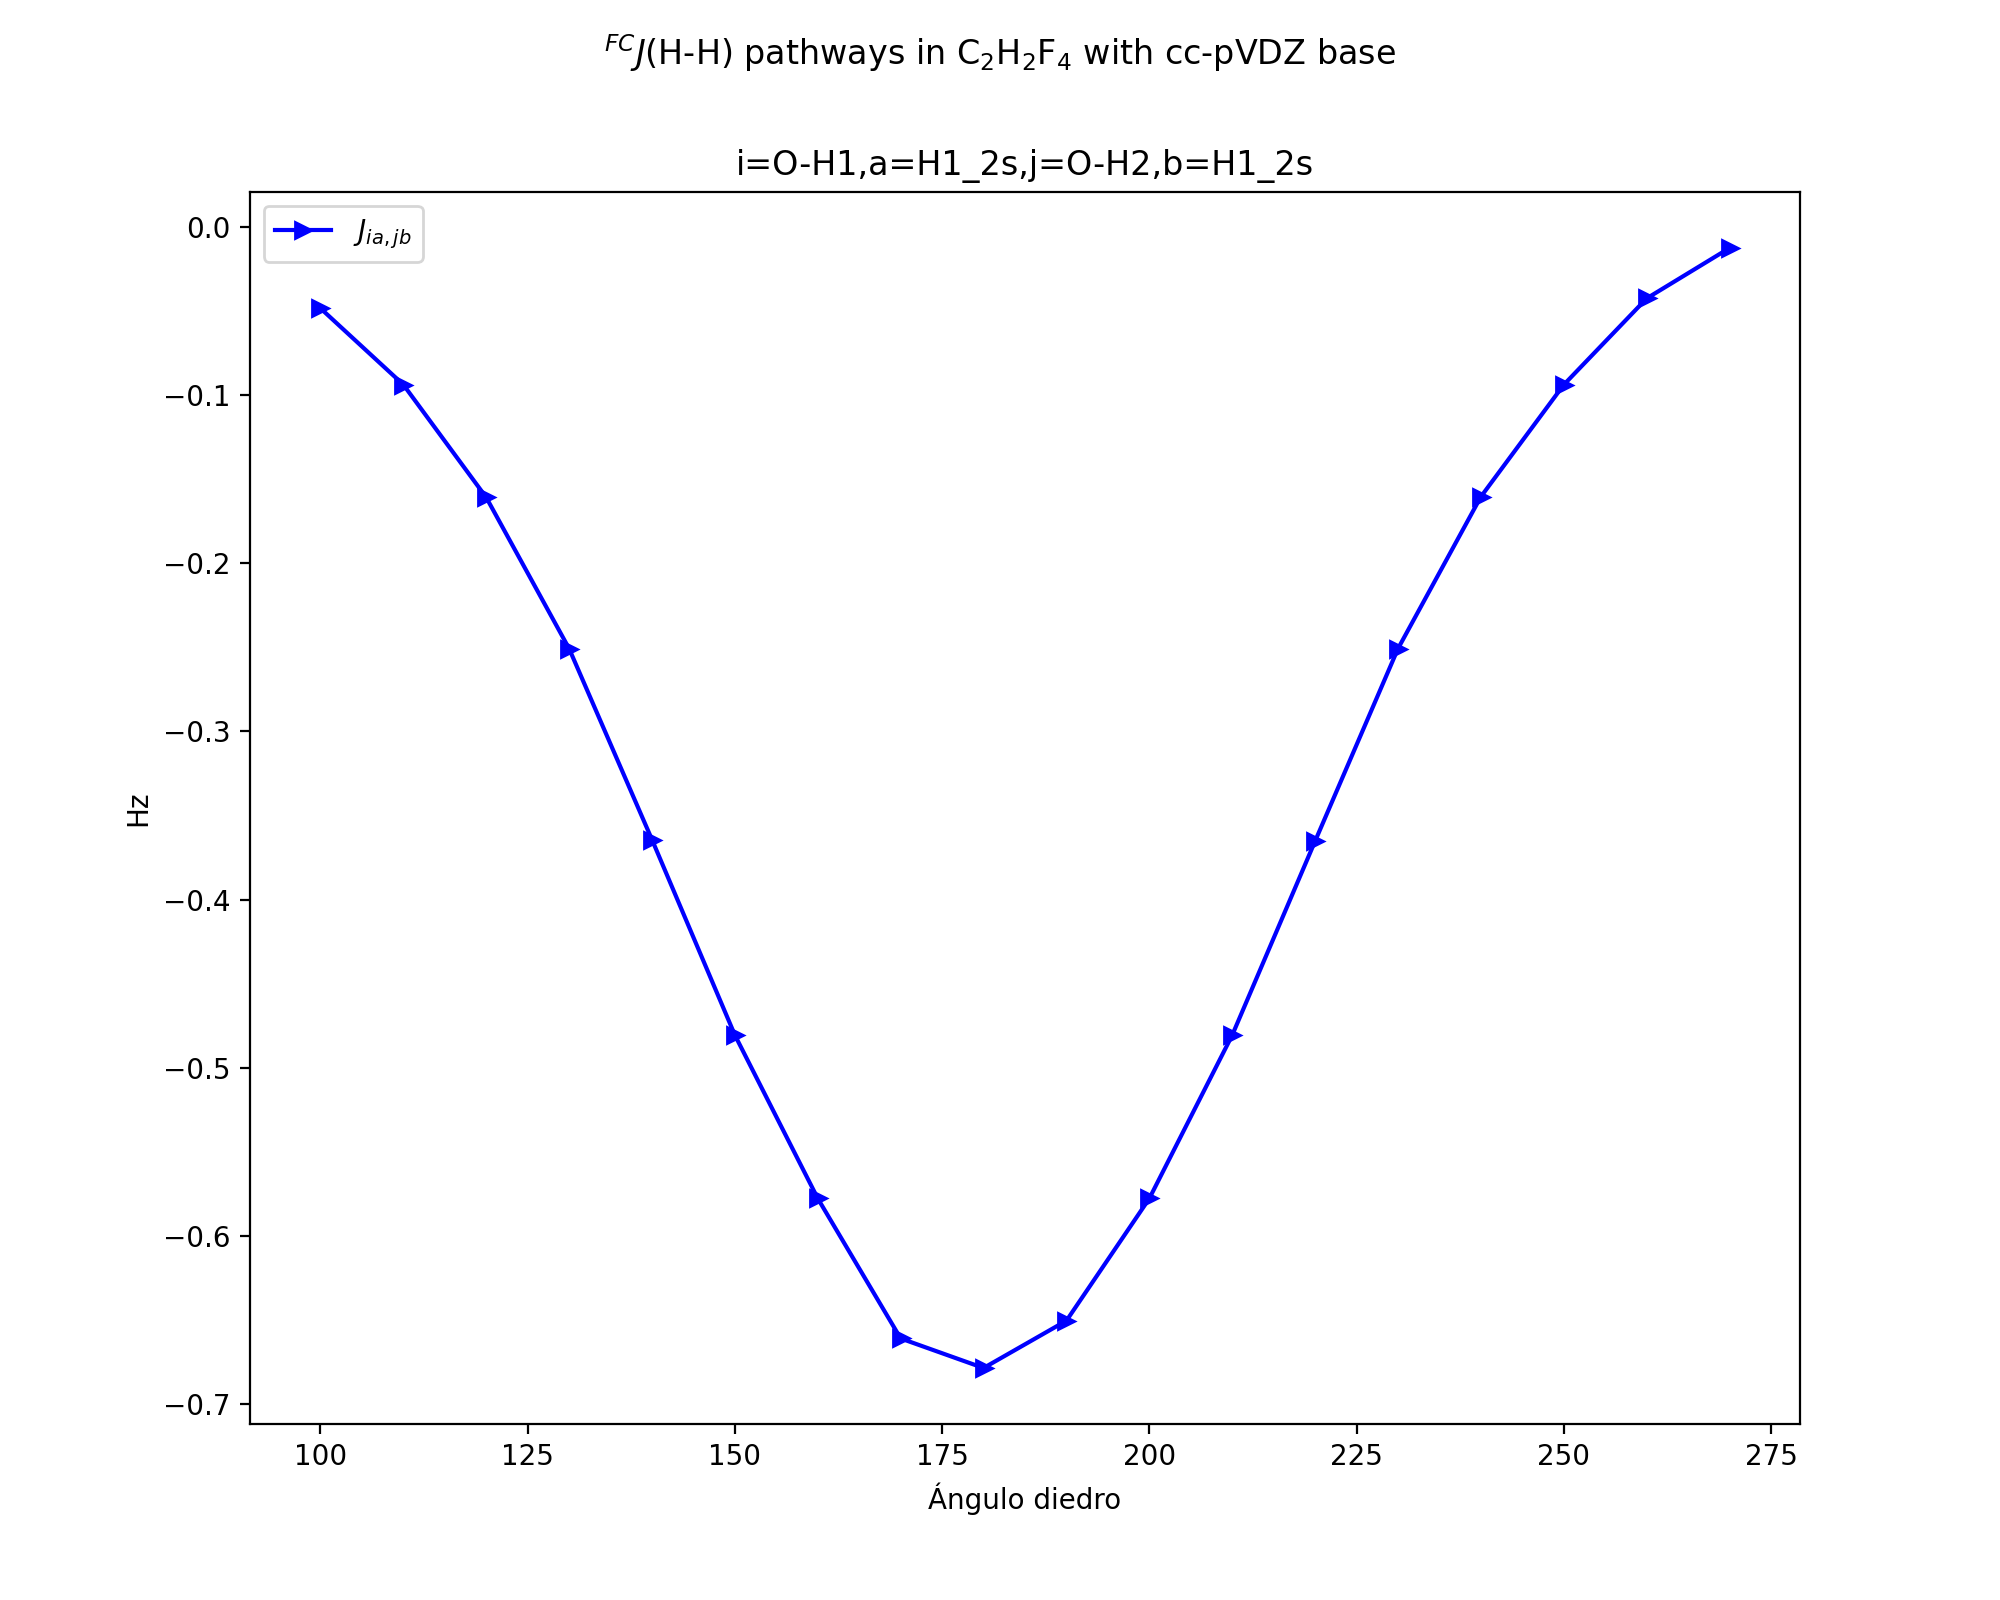 FCJ(H-H) pathways in C₂H₂F₄ with cc-pVDZ base
i=O-H1,a=H1_2s,j=O-H2,b=H1_2s
J_{ia,jb}
0.0
−0.1
−0.2
−0.3
−0.4
−0.5
−0.6
−0.7
Hz
100 125 150 175 200 225 250 275
Ángulo diedro